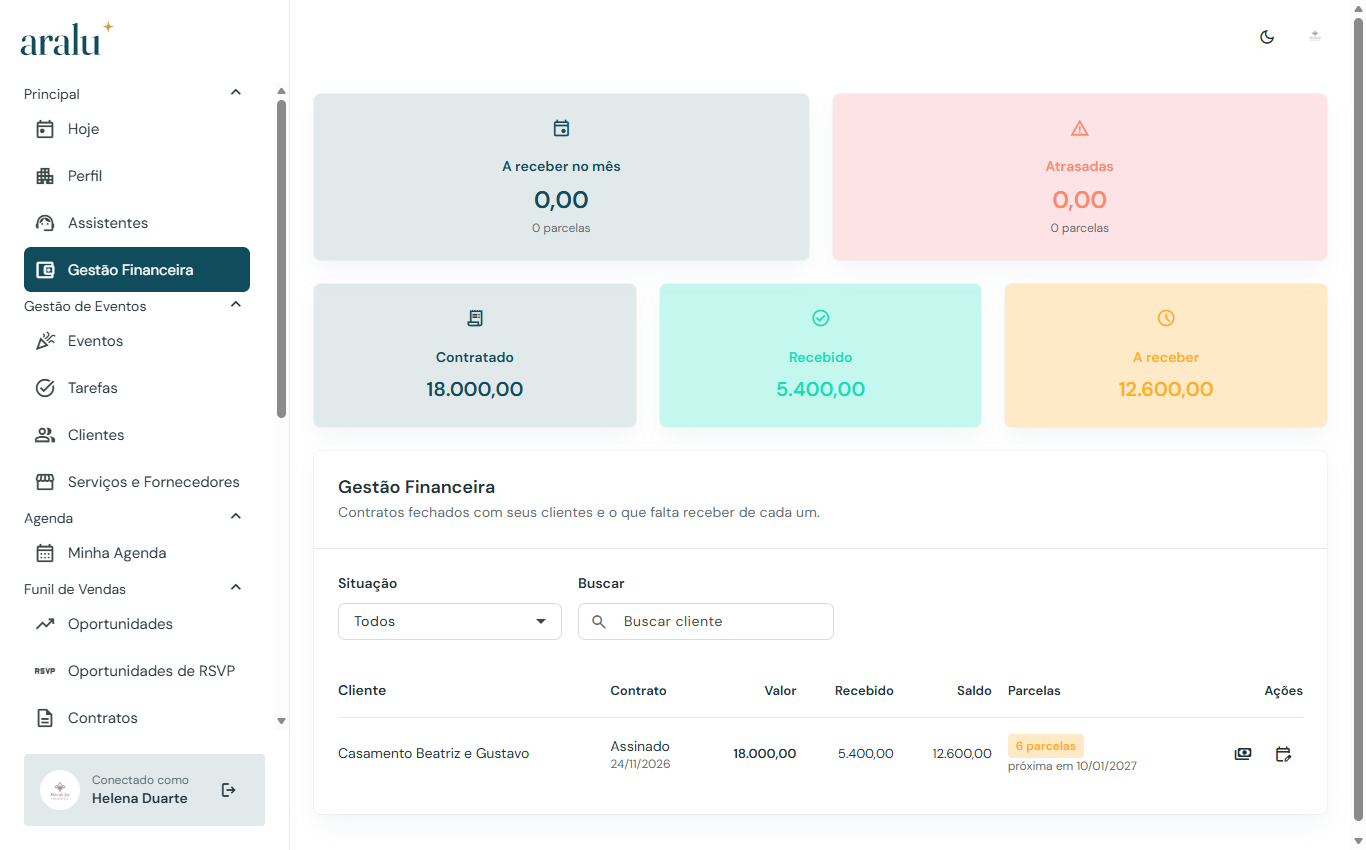 aralu
Principal
Hoje
Perfil
Assistentes
Gestão Financeira
Gestão de Eventos
Eventos
Tarefas
Clientes
Serviços e Fornecedores
Agenda
Minha Agenda
Funil de Vendas
Oportunidades
RSVP Oportunidades de RSVP
Contratos
Conectado como
Helena Duarte
A receber no mês
0,00
0 parcelas
Atrasadas
0,00
0 parcelas
Contratado
18.000,00
Recebido
5.400,00
A receber
12.600,00
Gestão Financeira
Contratos fechados com seus clientes e o que falta receber de cada um.
Situação
Todos
Buscar
Buscar cliente
Cliente Contrato Valor Recebido Saldo Parcelas Ações
Casamento Beatriz e Gustavo Assinado 18.000,00 5.400,00 12.600,00 6 parcelas
24/11/2026 próxima em 10/01/2027